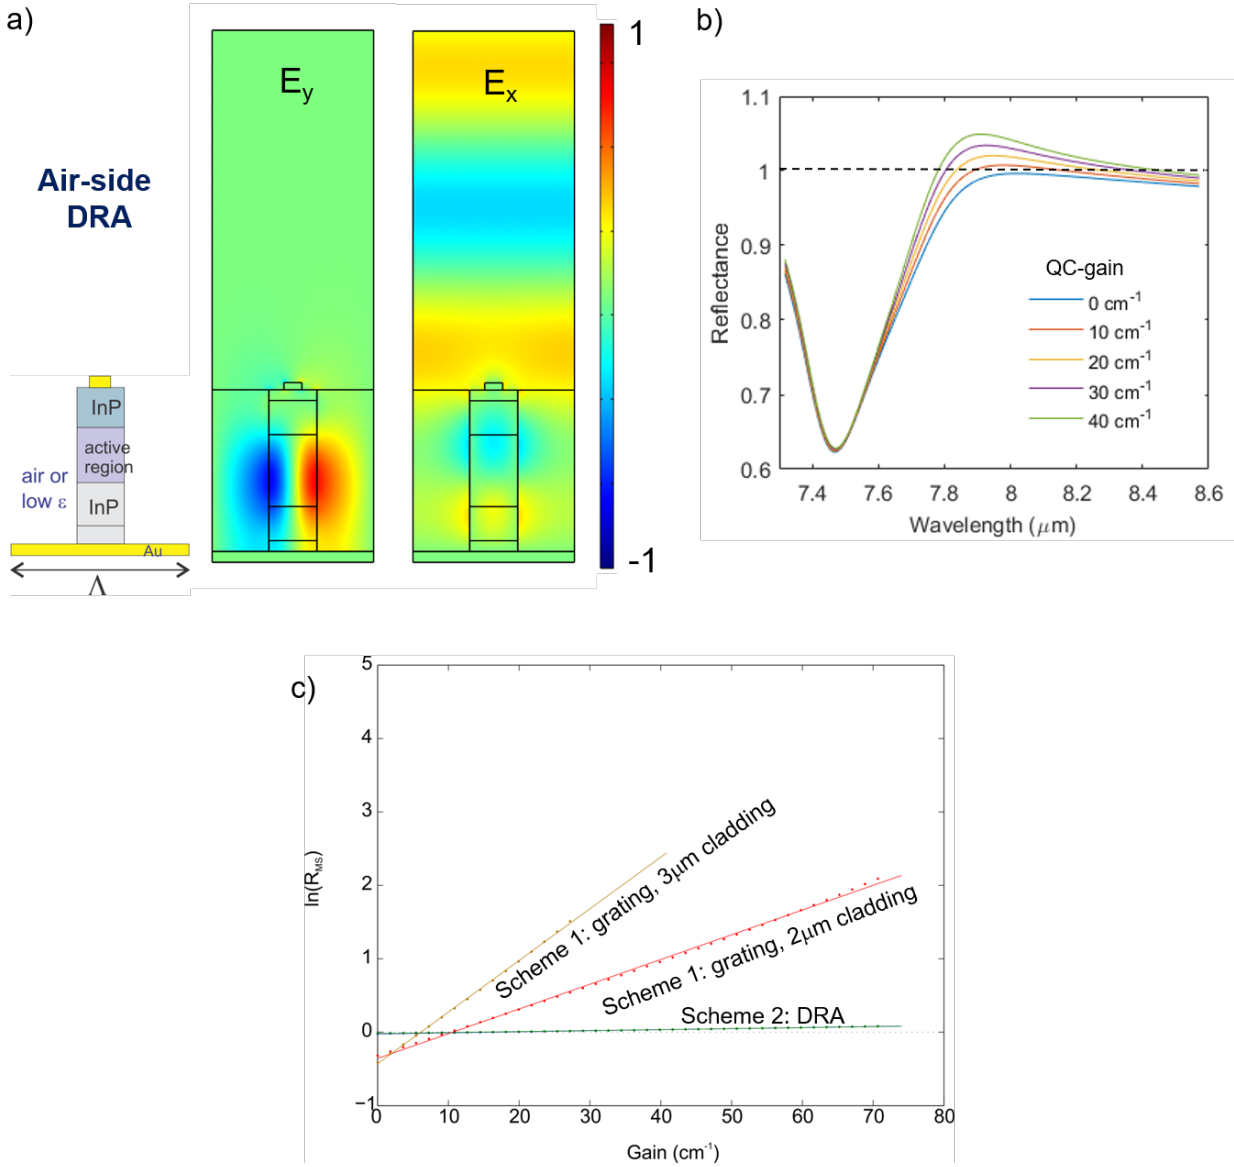 a)
Air-side
DRA
InP
active
region
air or
low ε
InP
Au
Λ
E_y
E_x
1
-1
b)
1.1
1
0.9
0.8
0.7
0.6
Reflectance
7.4 7.6 7.8 8 8.2 8.4 8.6
Wavelength (μm)
QC-gain
0 cm⁻¹
10 cm⁻¹
20 cm⁻¹
30 cm⁻¹
40 cm⁻¹
c)
5
4
3
2
1
0
−1
ln(R_MS)
0 10 20 30 40 50 60 70 80
Gain (cm⁻¹)
Scheme 1: grating, 3μm cladding
Scheme 1: grating, 2μm cladding
Scheme 2: DRA